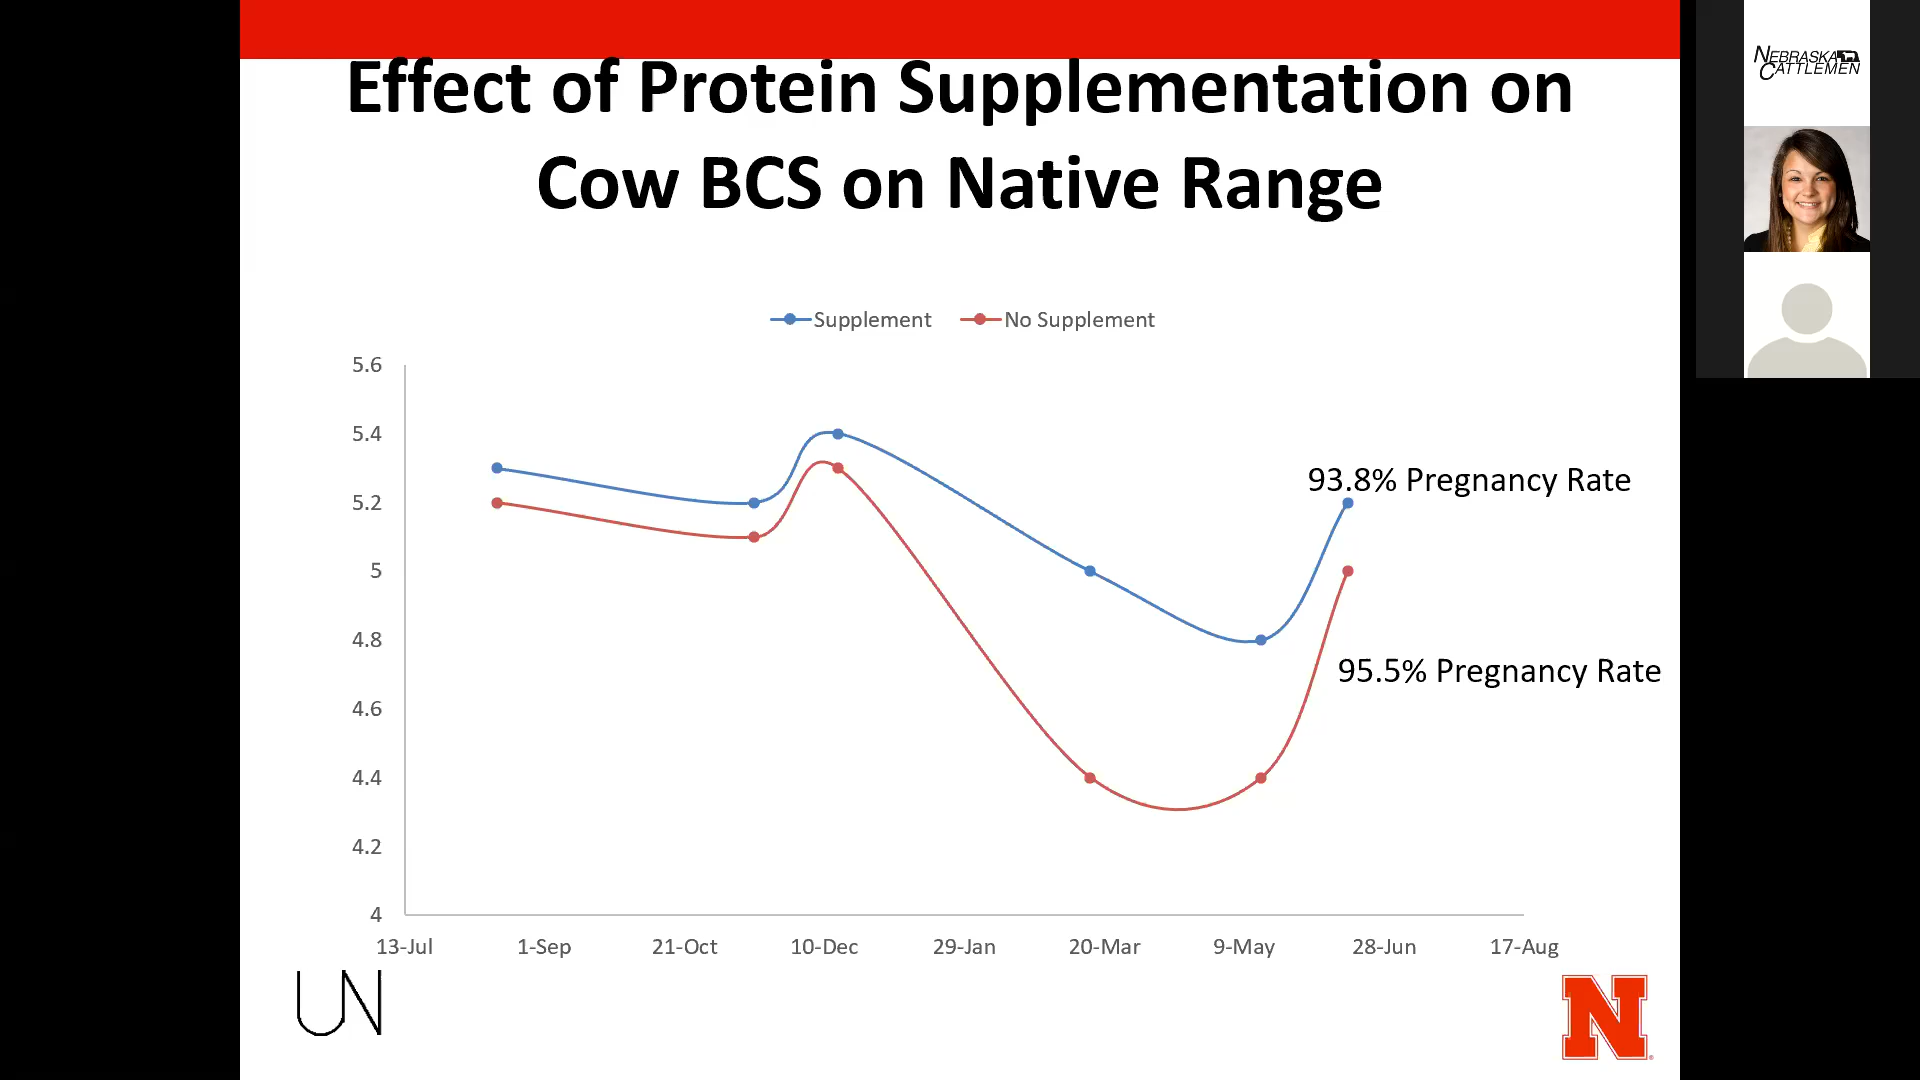 Effect of Protein Supplementation on
Cow BCS on Native Range
Supplement
No Supplement
5.6
5.4
5.2
5
4.8
4.6
4.4
4.2
4
93.8% Pregnancy Rate
95.5% Pregnancy Rate
13-Jul
1-Sep
21-Oct
10-Dec
29-Jan
20-Mar
9-May
28-Jun
17-Aug
UN
N
NEBRASKA
CATTLEMEN